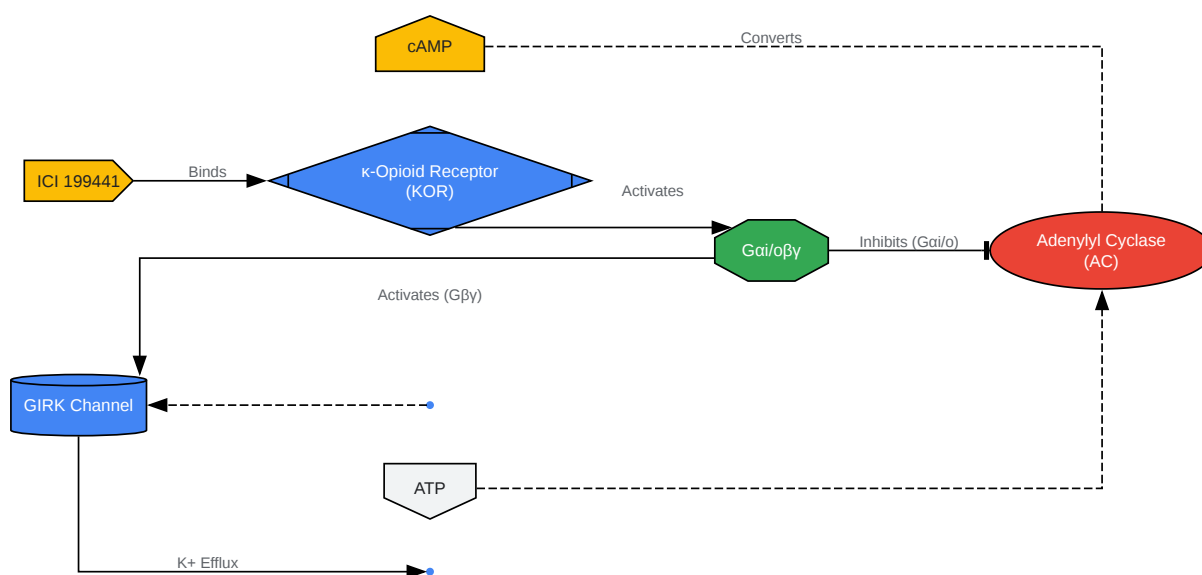 Converts
cAMP
ICI 199441
Binds
κ-Opioid Receptor
(KOR)
Activates
Gαi/oβγ
Inhibits (Gαi/o)
Adenylyl Cyclase
(AC)
Activates (Gβγ)
GIRK Channel
ATP
K+ Efflux